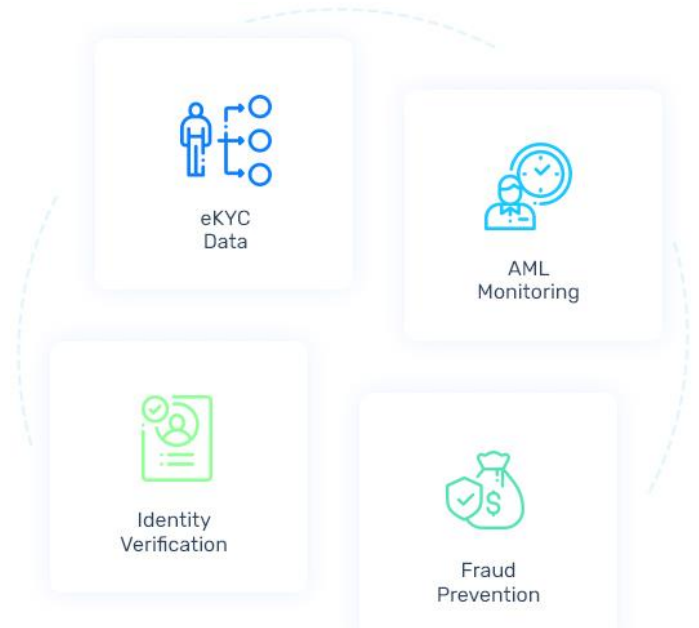 eKYC
Data
AML
Monitoring
Identity
Verification
$
Fraud
Prevention